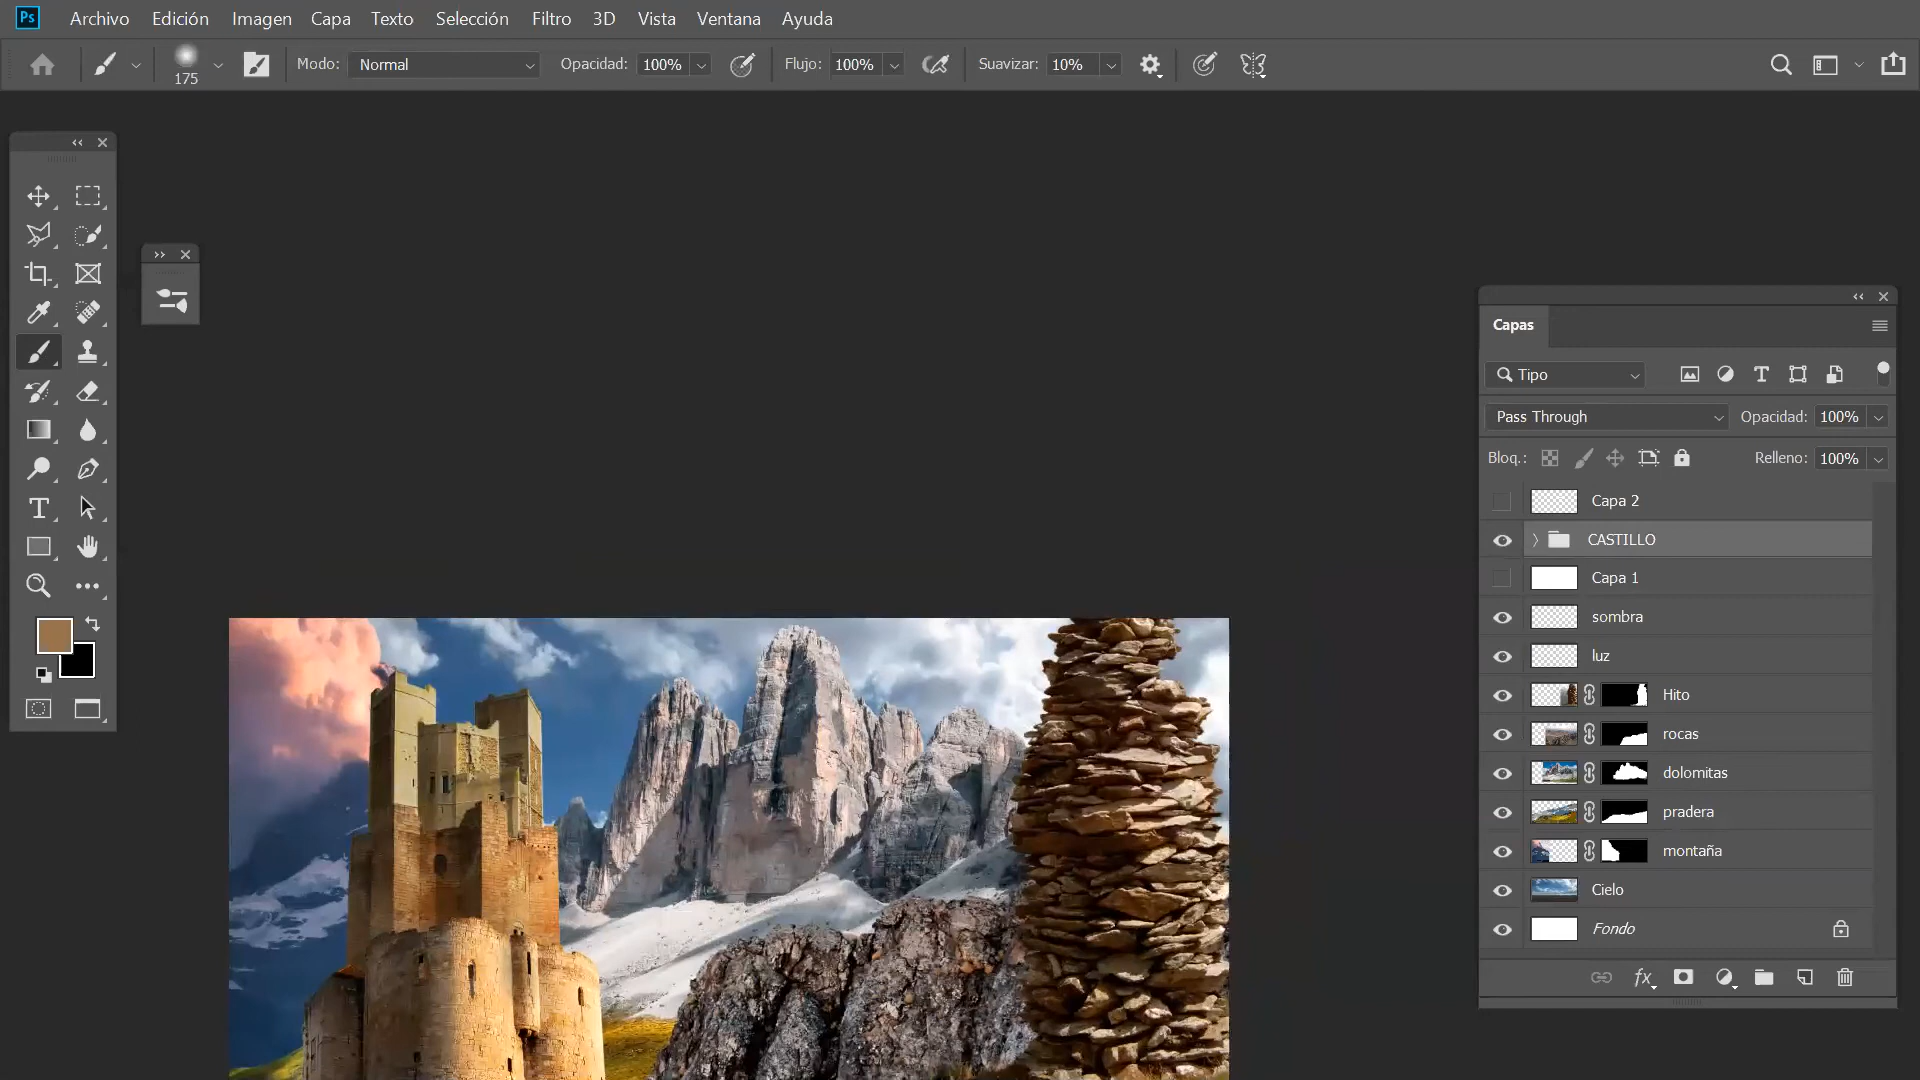 Ps Archivo Edición Imagen Capa Texto Selección Filtro 3D Vista Ventana Ayuda
175 Modo: Normal Opacidad: 100% Flujo: 100% Suavizar: 10%
Capas
Tipo
Pass Through Opacidad: 100%
Bloq.: Relleno: 100%
Capa 2
CASTILLO
Capa 1
sombra
luz
Hito
rocas
dolomitas
pradera
montaña
Cielo
Fondo
fx